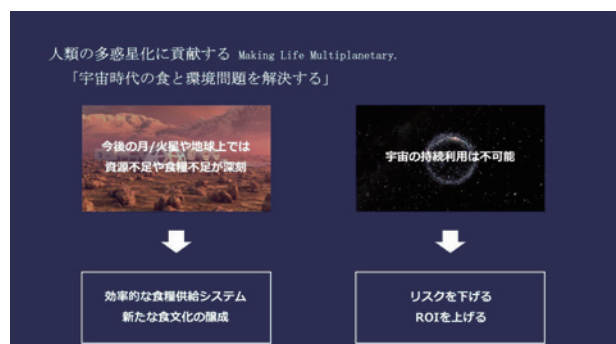 人類の多惑星化に貢献する Making Life Multiplanetary.
「宇宙時代の食と環境問題を解決する」
今後の月/火星や地球上では
資源不足や食糧不足が深刻
効率的な食糧供給システム
新たな食文化の醸成
宇宙の持続利用は不可能
リスクを下げる
ROIを上げる